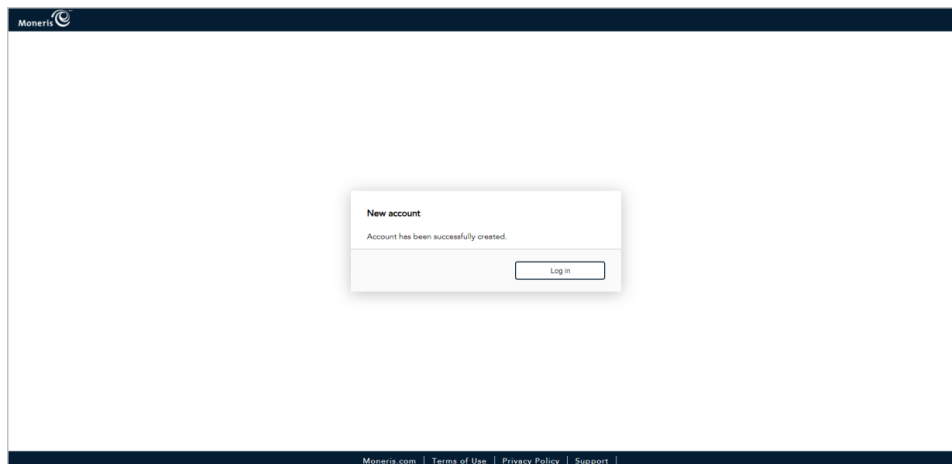 Moneris
New account
Account has been successfully created.
Log in
Moneris.com | Terms of Use | Privacy Policy | Support |